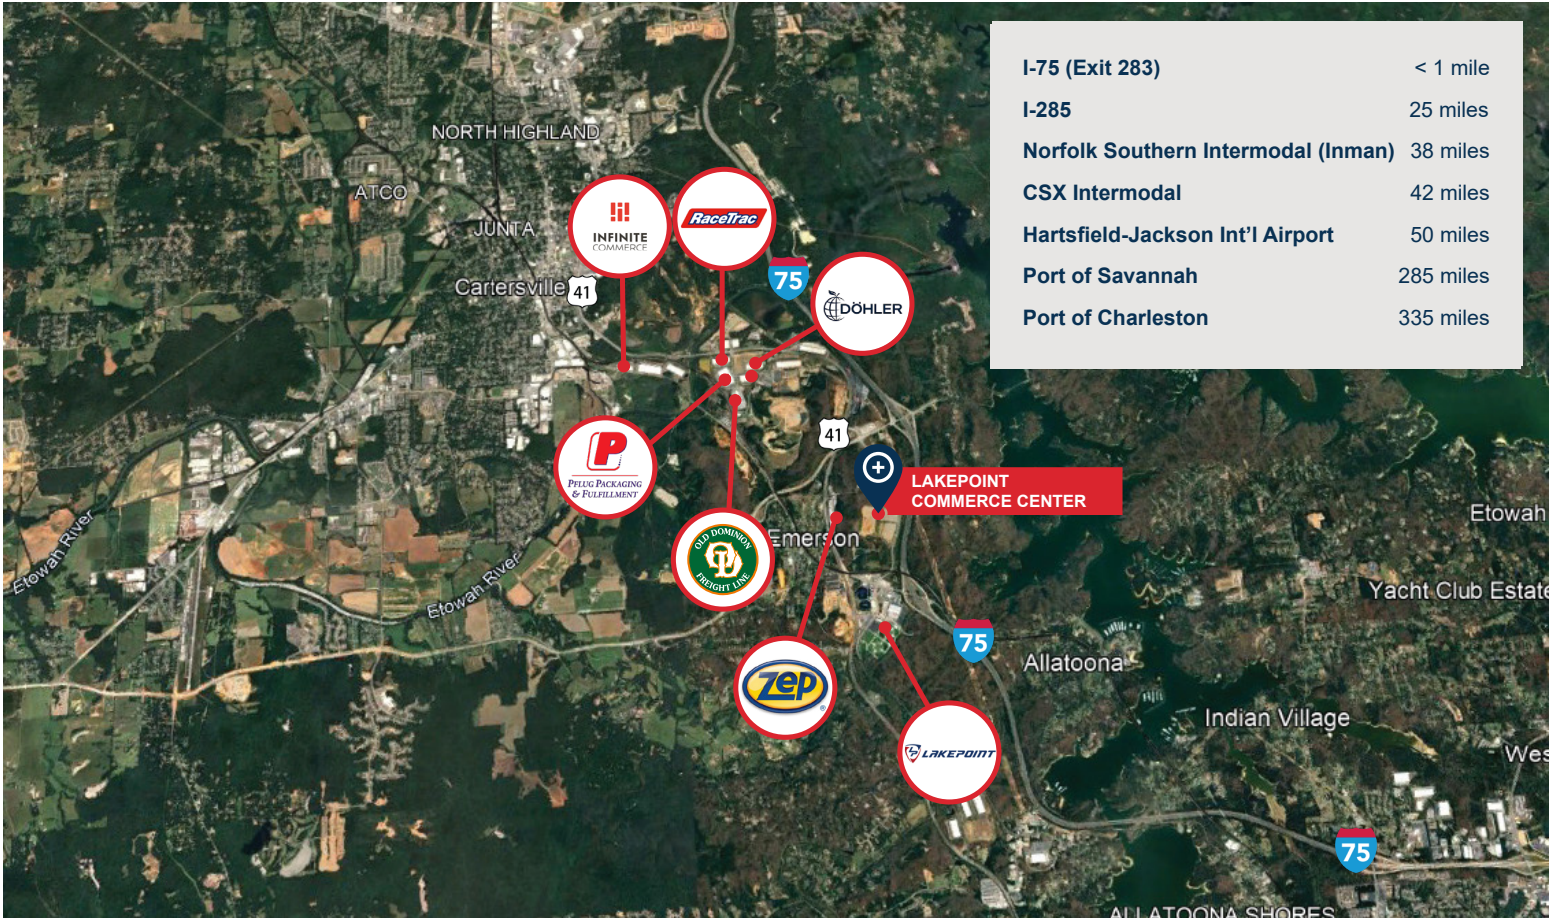 I-75 (Exit 283) < 1 mile
I-285 25 miles
Norfolk Southern Intermodal (Inman) 38 miles
CSX Intermodal 42 miles
Hartsfield-Jackson Int'l Airport 50 miles
Port of Savannah 285 miles
Port of Charleston 335 miles
NORTH HIGHLAND
ATCO
JUNTA
INFINITE
COMMERCE
RaceTrac
75
Cartersville
41
DÖHLER
41
P
PFLUG PACKAGING
& FULFILLMENT
LAKEPOINT
COMMERCE CENTER
Etowah
Etowah River
OLD DOMINION
OD
FREIGHT LINE
Emerson
Etowah River
Yacht Club Estate
75
Allatoona
Zep
®
Indian Village
LP LAKEPOINT
Wes
75
ALLATOONA SHORES